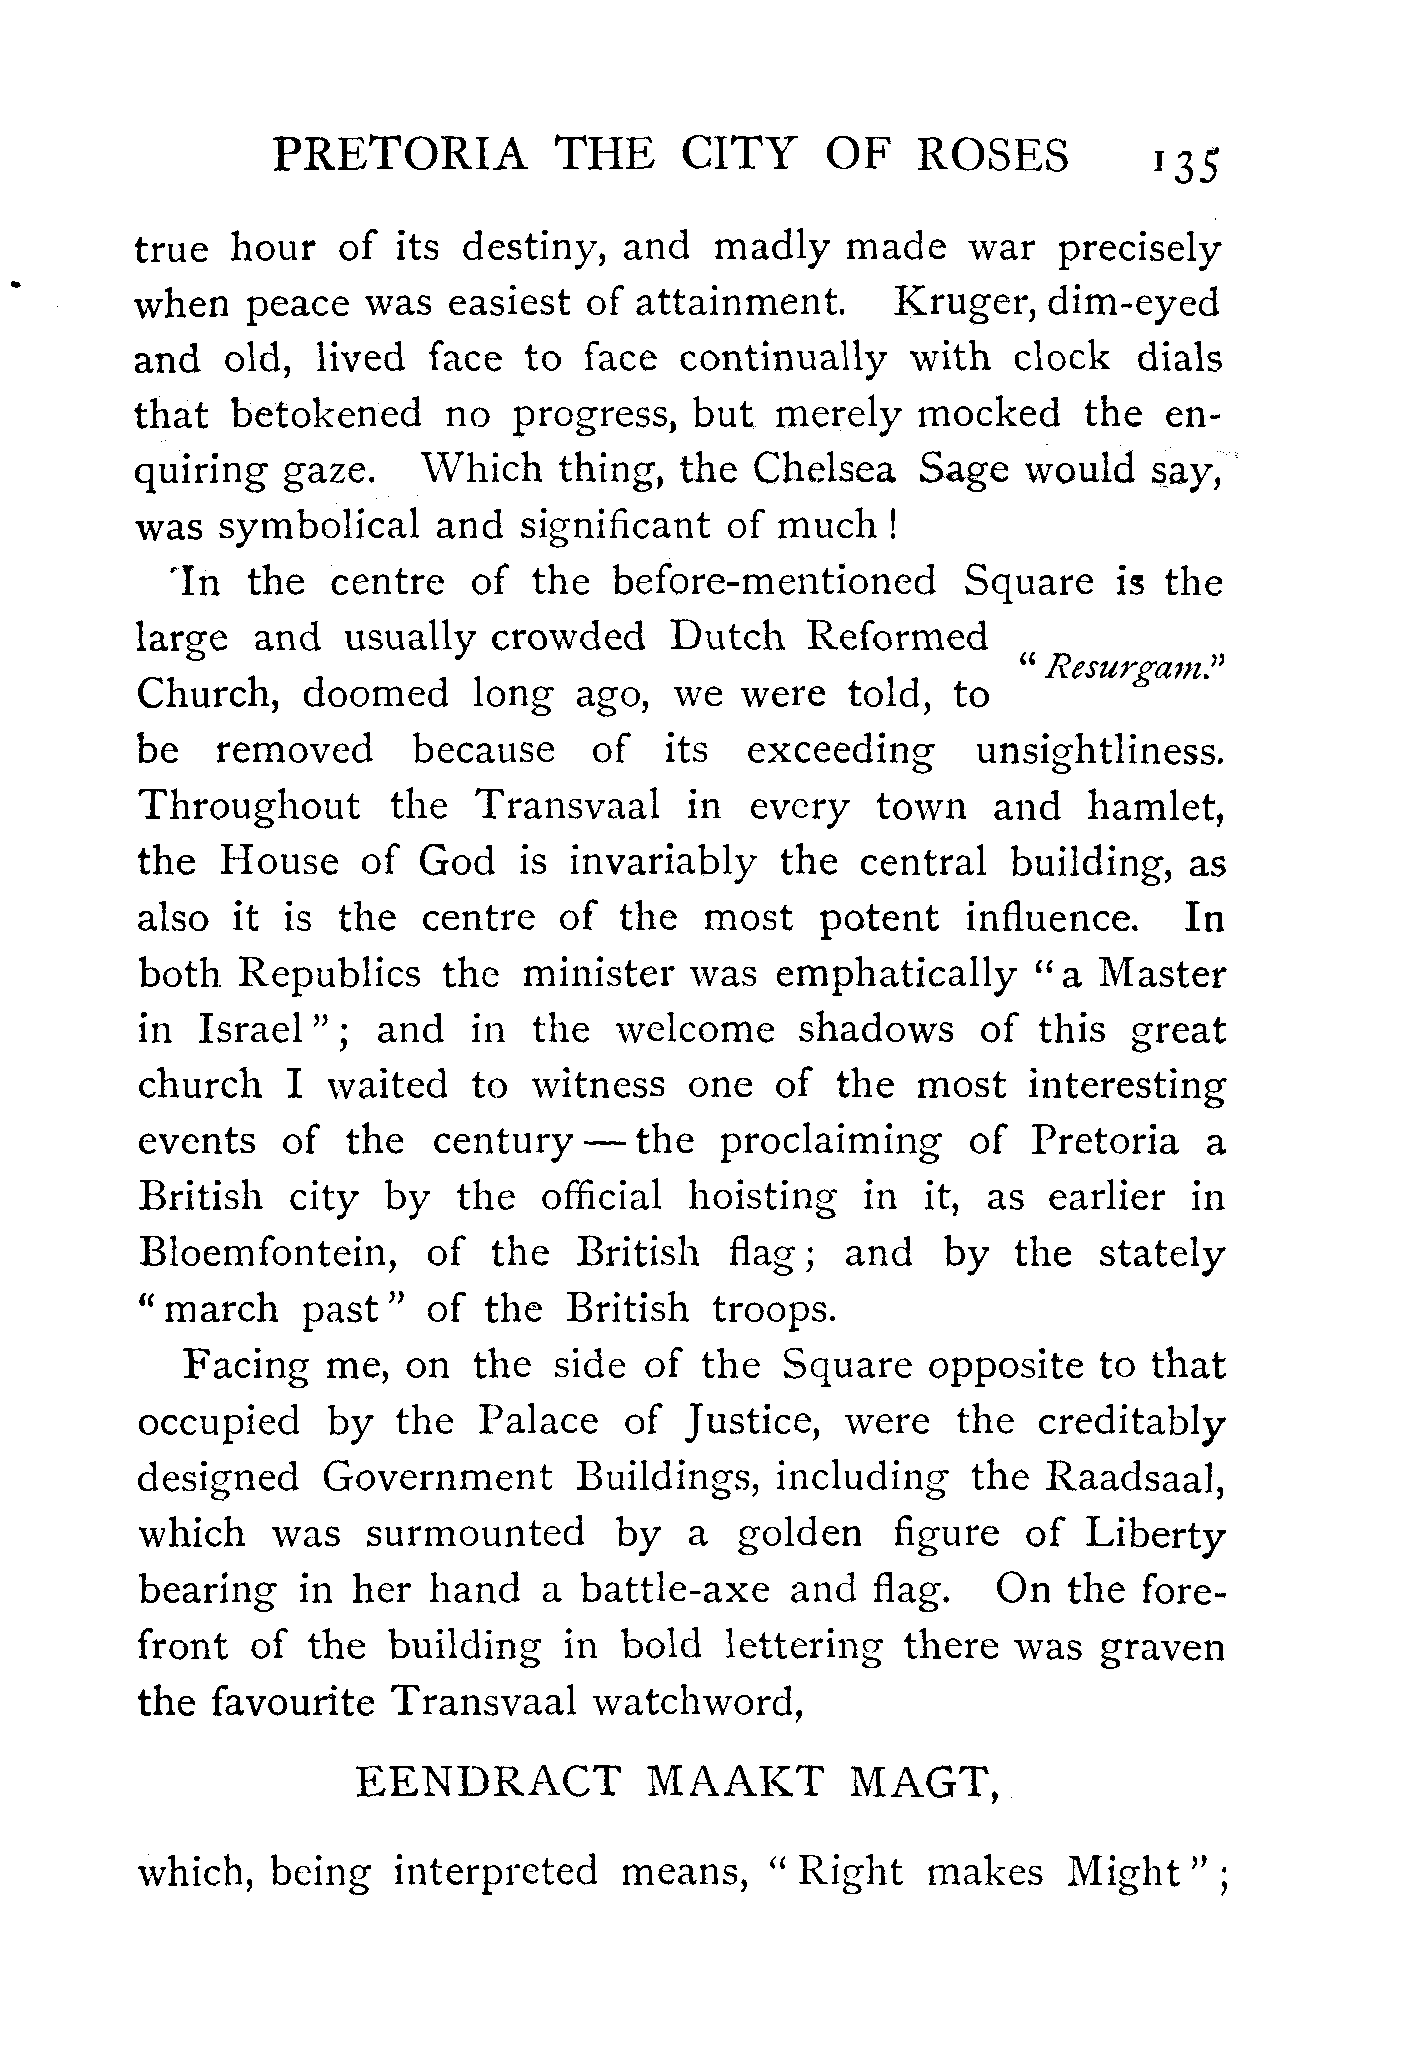 PRETORIA THE CITY OF ROSES 135
true hour of its destiny, and madly made war precisely
when peace was easiest of attainment. Kruger, dim-eyed
and old, lived face to face continually with clock dials
that betokened no progress, but merely mocked the en-
quiring gaze. Which thing, the Chelsea Sage would say,
was symbolical and significant of much !
In the centre of the before-mentioned Square is the
large and usually crowded Dutch Reformed
"Resurgam."
Church, doomed long ago, we were told, to
be removed because of its exceeding unsightliness.
Throughout the Transvaal in every town and hamlet,
the House of God is invariably the central building, as
also it is the centre of the most potent influence. In
both Republics the minister was emphatically "a Master
in Israel"; and in the welcome shadows of this great
church I waited to witness one of the most interesting
events of the century—the proclaiming of Pretoria a
British city by the official hoisting in it, as earlier in
Bloemfontein, of the British flag; and by the stately
"march past" of the British troops.
Facing me, on the side of the Square opposite to that
occupied by the Palace of Justice, were the creditably
designed Government Buildings, including the Raadsaal,
which was surmounted by a golden figure of Liberty
bearing in her hand a battle-axe and flag. On the fore-
front of the building in bold lettering there was graven
the favourite Transvaal watchword,
EENDRACT MAAKT MAGT,
which, being interpreted means, "Right makes Might";